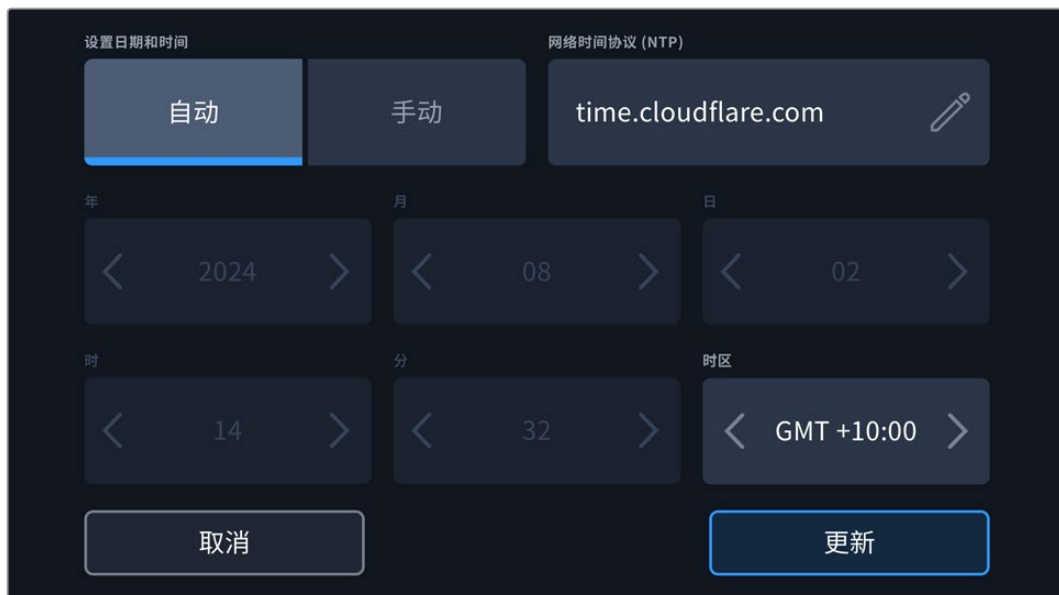 设置日期和时间 网络时间协议 (NTP)
自动 手动 time.cloudflare.com
年 月 日
2024 08 02
时 分 时区
14 32 GMT +10:00
取消 更新